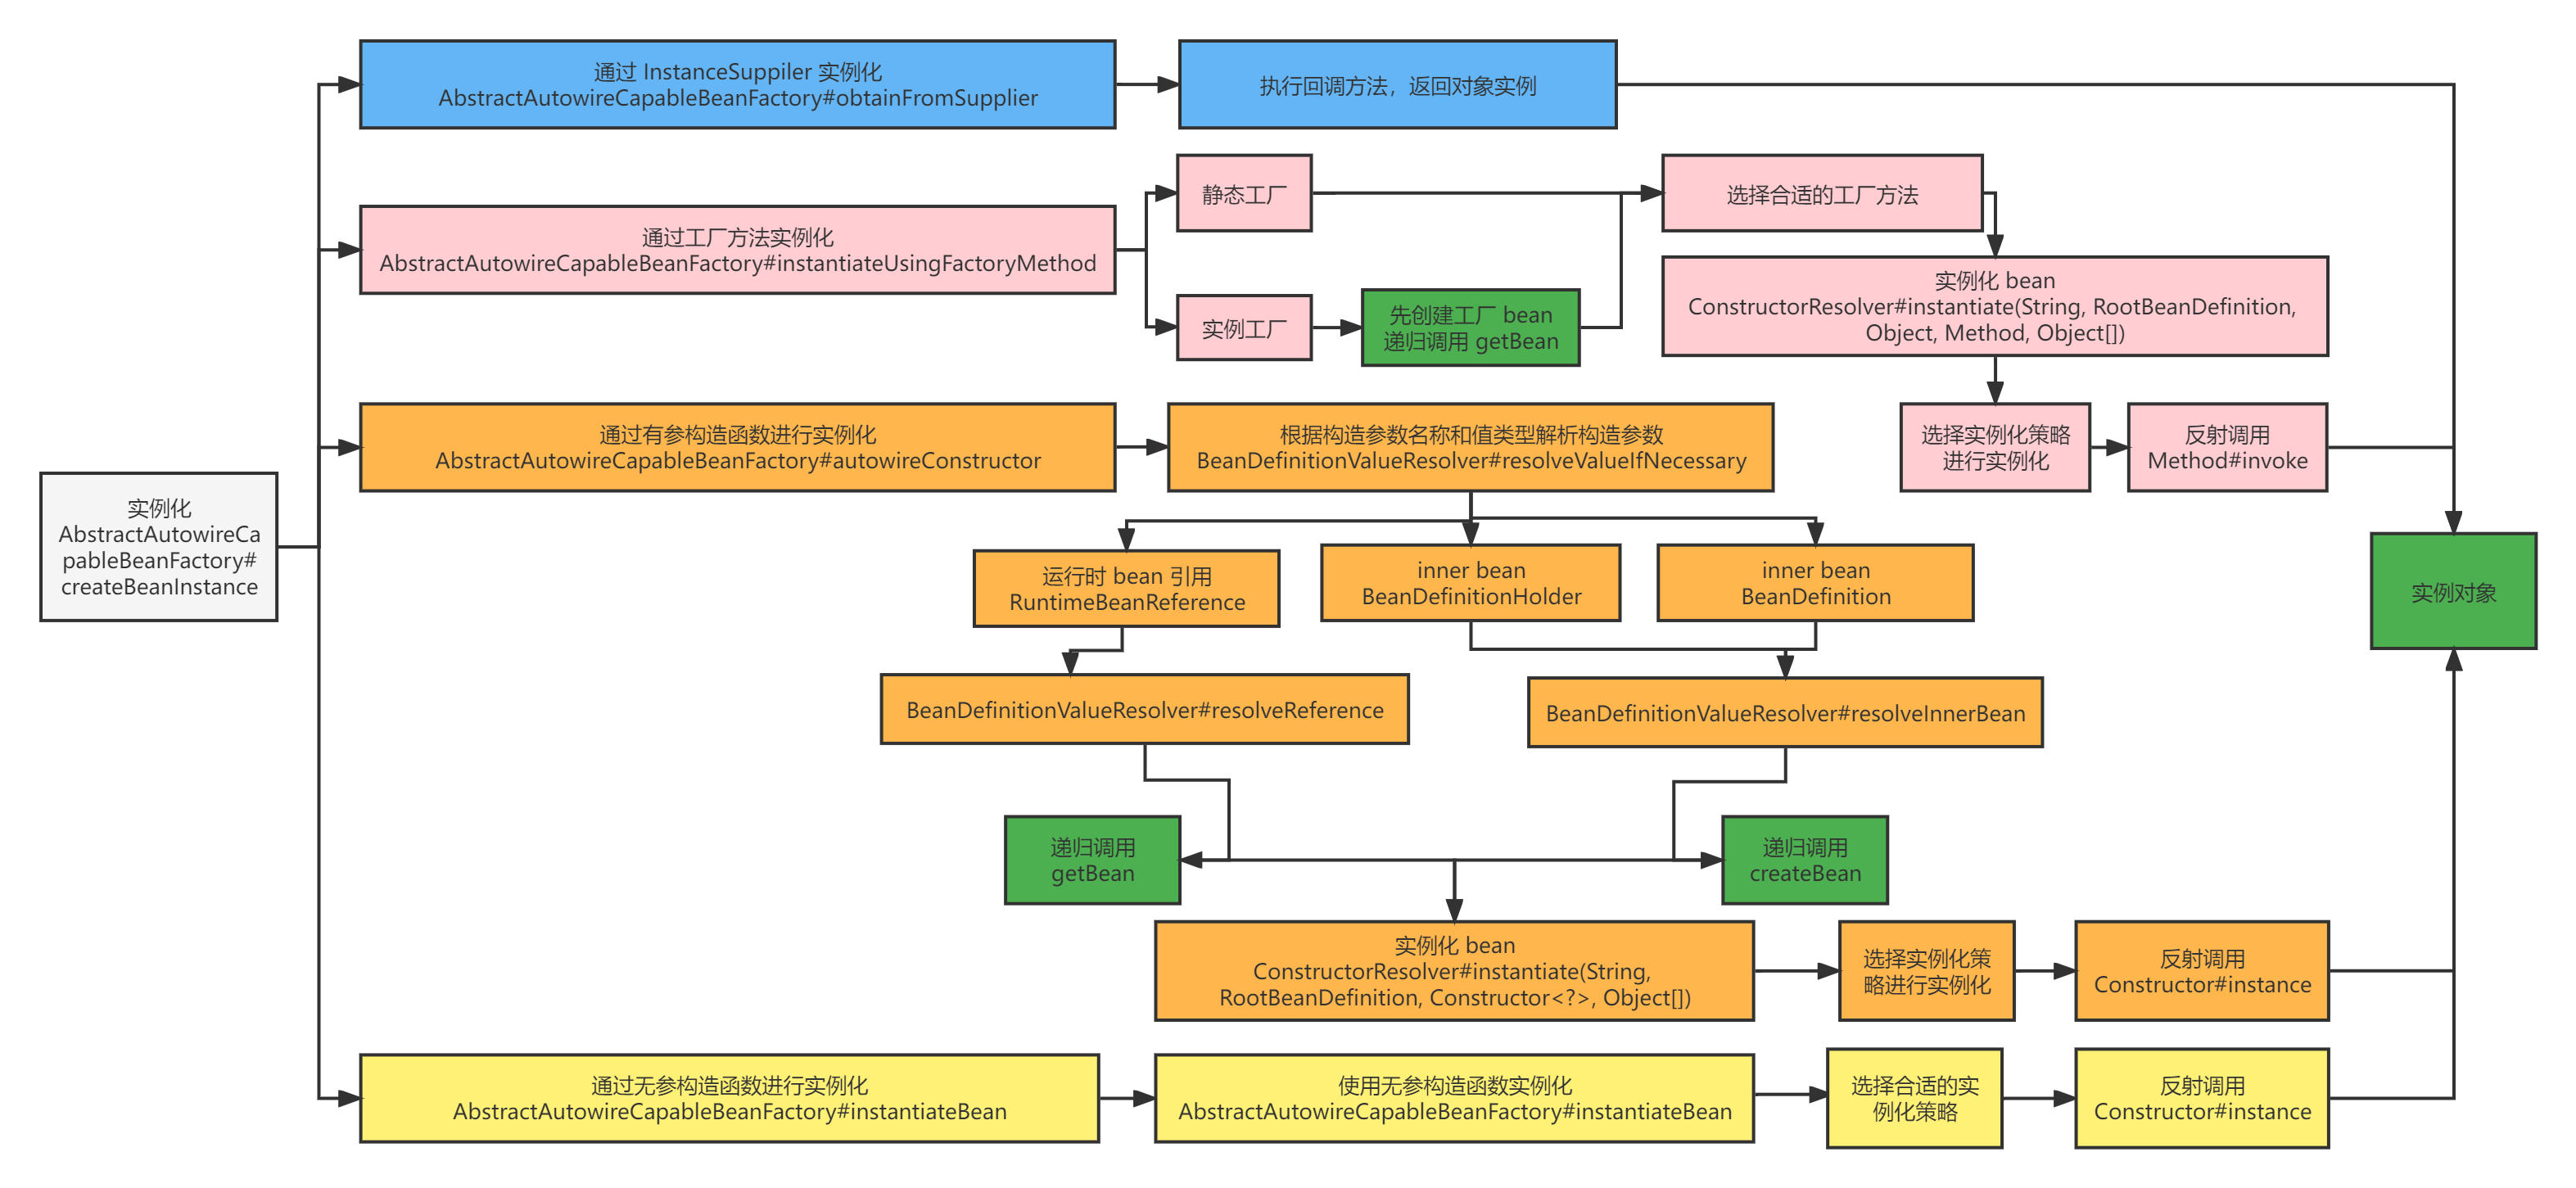 通过 InstanceSuppiler 实例化
AbstractAutowireCapableBeanFactory#obtainFromSupplier
执行回调方法，返回对象实例
静态工厂
选择合适的工厂方法
通过工厂方法实例化
AbstractAutowireCapableBeanFactory#instantiateUsingFactoryMethod
实例工厂
先创建工厂 bean
递归调用 getBean
实例化 bean
ConstructorResolver#instantiate(String, RootBeanDefinition,
Object, Method, Object[])
通过有参构造函数进行实例化
AbstractAutowireCapableBeanFactory#autowireConstructor
根据构造参数名称和值类型解析构造参数
BeanDefinitionValueResolver#resolveValueIfNecessary
选择实例化策略
进行实例化
反射调用
Method#invoke
实例化
AbstractAutowireCa
pableBeanFactory#
createBeanInstance
运行时 bean 引用
RuntimeBeanReference
inner bean
BeanDefinitionHolder
inner bean
BeanDefinition
实例对象
BeanDefinitionValueResolver#resolveReference
BeanDefinitionValueResolver#resolveInnerBean
递归调用
getBean
递归调用
createBean
实例化 bean
ConstructorResolver#instantiate(String,
RootBeanDefinition, Constructor<?>, Object[])
选择实例化策
略进行实例化
反射调用
Constructor#instance
通过无参构造函数进行实例化
AbstractAutowireCapableBeanFactory#instantiateBean
使用无参构造函数实例化
AbstractAutowireCapableBeanFactory#instantiateBean
选择合适的实
例化策略
反射调用
Constructor#instance